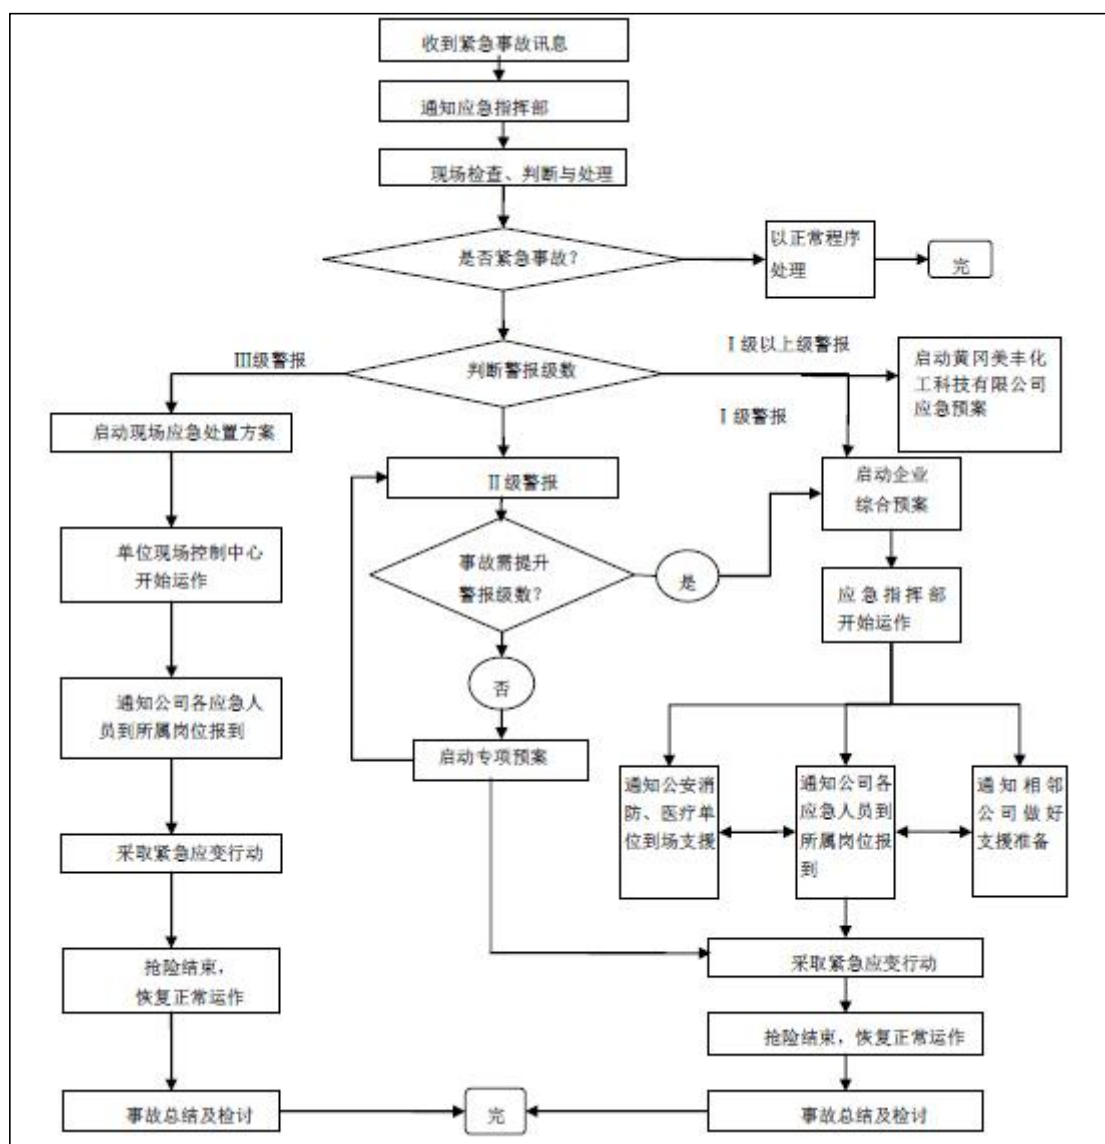 收到紧急事故讯息
通知应急指挥部
现场检查、判断与处理
是否紧急事故？
以正常程序
处理
完
Ⅲ级警报
判断警报级数
Ⅰ级以上级警报
启动黄冈美丰化
工科技有限公司
应急预案
Ⅰ级警报
启动现场应急处置方案
Ⅱ级警报
启动企业
综合预案
单位现场控制中心
开始运作
事故需提升
警报级数？
是
应急指挥部
开始运作
否
通知公司各应急人
员到所属岗位报到
启动专项预案
通知公安消
防、医疗单
位到场支援
通知公司各
应急人员到
所属岗位报
到
通知相邻
公司做好
支援准备
采取紧急应变行动
采取紧急应变行动
抢险结束，
恢复正常运作
抢险结束，恢复正常运作
事故总结及检讨
完
事故总结及检讨